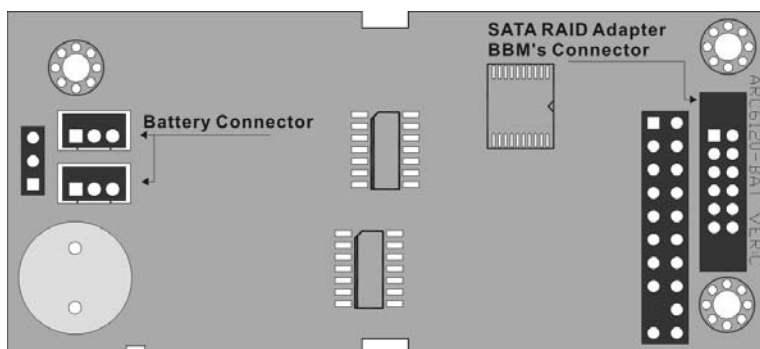 SATA RAID Adapter
BBM's Connector
Battery Connector
ARC6120-BAT VER:C